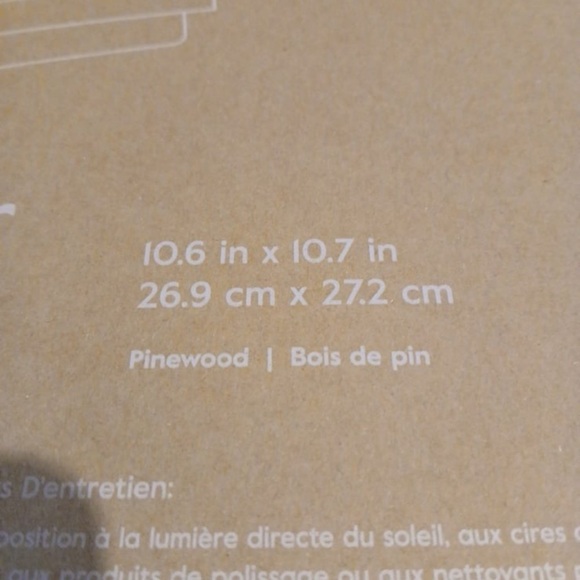 10.6 in x 10.7 in
26.9 cm x 27.2 cm
Pinewood | Bois de pin
D'entretien:
à la lumière directe du soleil, aux cires
aux produits de polissage ou aux nettoyants